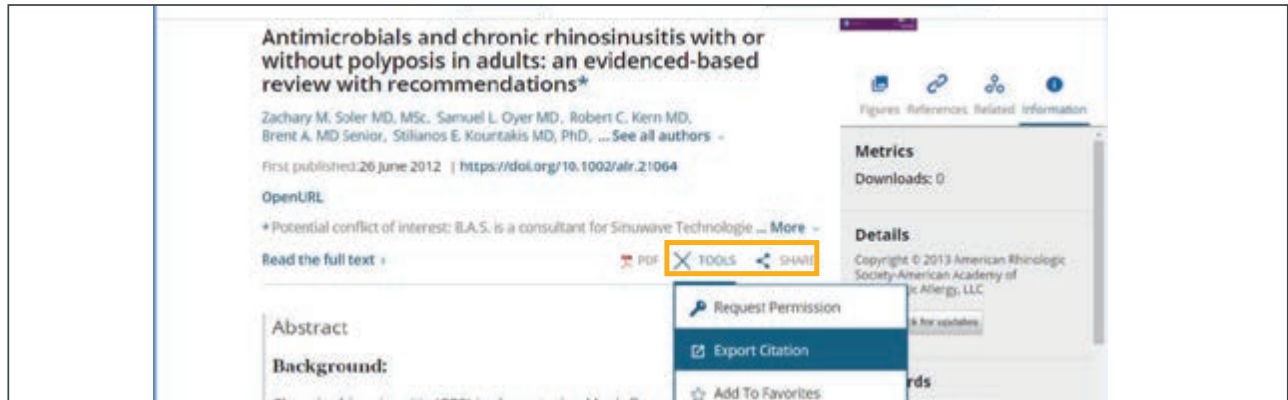 Antimicrobials and chronic rhinosinusitis with or
without polyposis in adults: an evidenced-based
review with recommendations*
Zachary M. Soler MD, MSc, Samuel L. Oyer MD, Robert C. Kern MD,
Brent A. MD Senior, Stilianos E. Kountakis MD, PhD, ... See all authors
First published:26 June 2012 | https://doi.org/10.1002/alr.21064
OpenURL
*Potential conflict of interest: B.A.S. is a consultant for Sinuwave Technologie ... More
Read the full text ›
PDF TOOLS SHARE
Request Permission
Export Citation
Add To Favorites
Abstract
Background:
Figures References Related Information
Metrics
Downloads: 0
Details
Copyright © 2013 American Rhinologic
Society-American Academy of
Allergy, LLC
for updates
rds